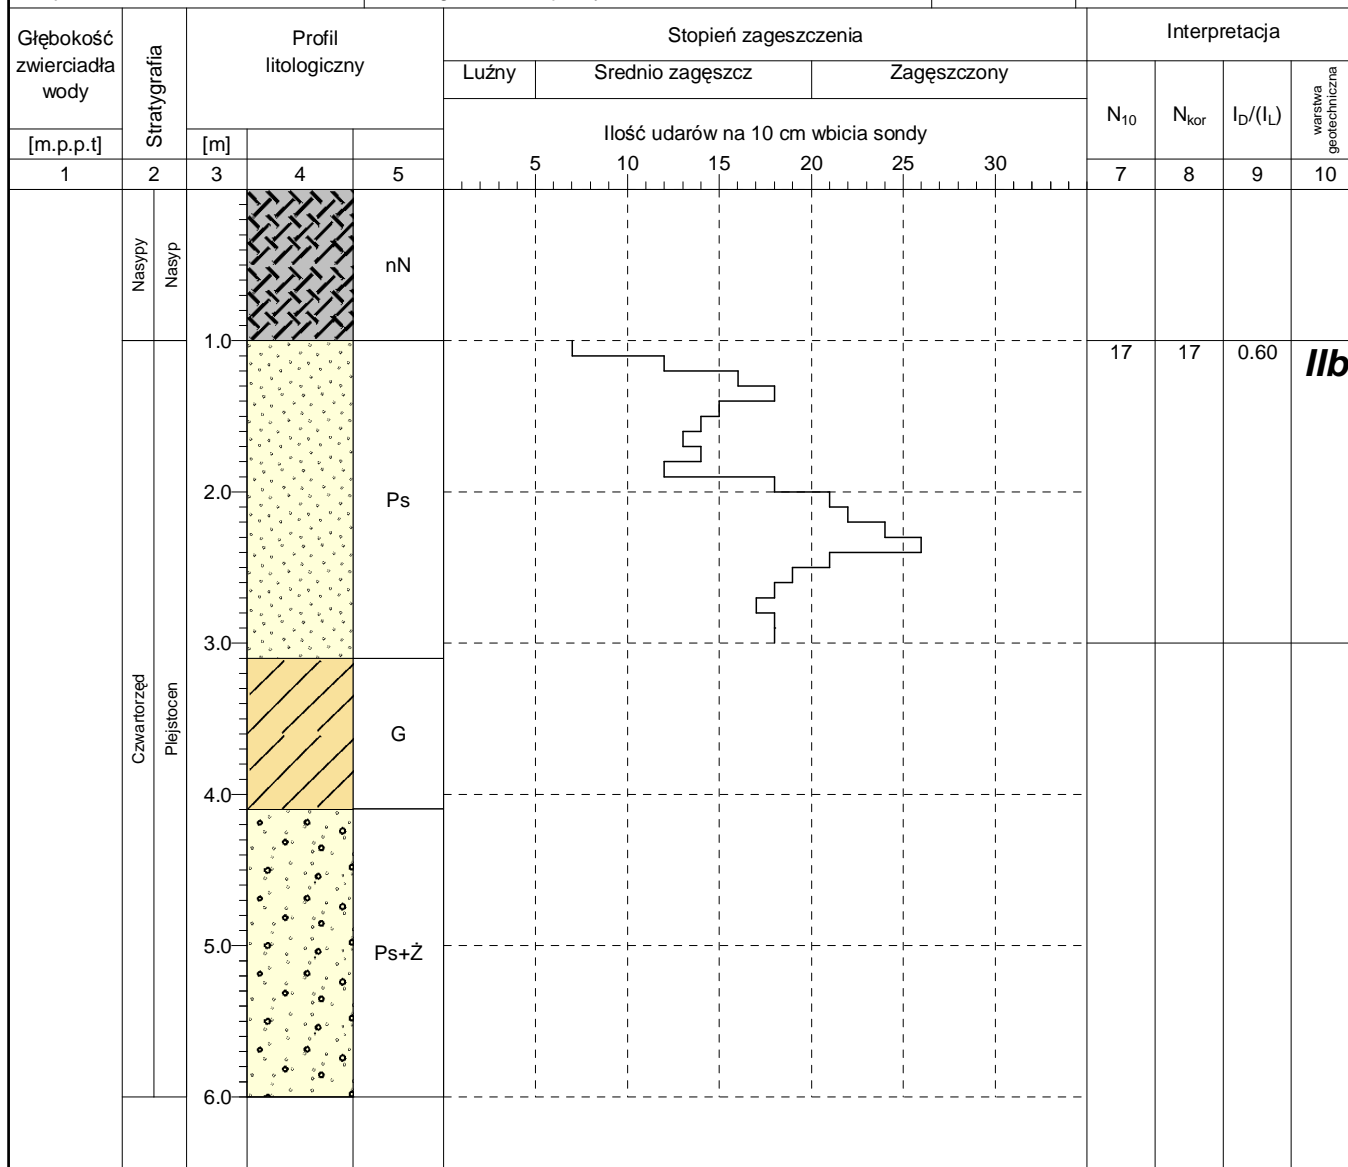 Głębokość
zwierciadła
wody
[m.p.p.t]
Stratygrafia
Profil
litologiczny
[m]
Stopień zageszczenia
Luźny
Srednio zagęszcz
Zagęszczony
Ilość udarów na 10 cm wbicia sondy
5 10 15 20 25 30
Interpretacja
N10
Nkor
ID/(IL)
warstwa
geotechniczna
1 2 3 4 5 7 8 9 10
Nasypy
Nasyp
nN
1.0
17 17 0.60 IIb
Ps
2.0
3.0
Czwartorzęd
Plejstocen
G
4.0
Ps+Ż
5.0
6.0